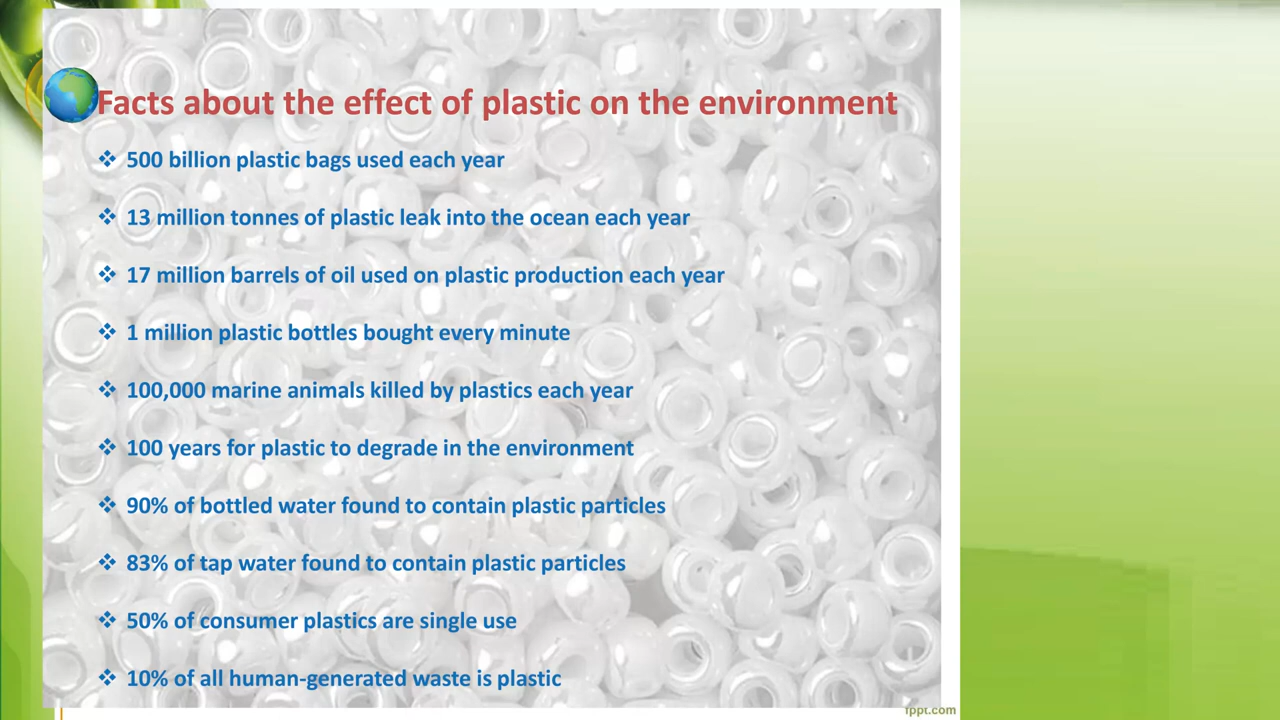 Facts about the effect of plastic on the environment
❖ 500 billion plastic bags used each year
❖ 13 million tonnes of plastic leak into the ocean each year
❖ 17 million barrels of oil used on plastic production each year
❖ 1 million plastic bottles bought every minute
❖ 100,000 marine animals killed by plastics each year
❖ 100 years for plastic to degrade in the environment
❖ 90% of bottled water found to contain plastic particles
❖ 83% of tap water found to contain plastic particles
❖ 50% of consumer plastics are single use
❖ 10% of all human-generated waste is plastic
fppt.com